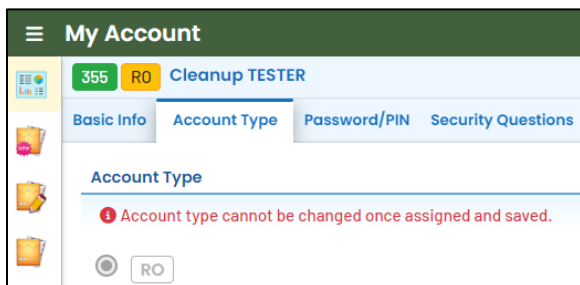 My Account
355 RO Cleanup TESTER
Basic Info Account Type Password/PIN Security Questions
Account Type
Account type cannot be changed once assigned and saved.
RO